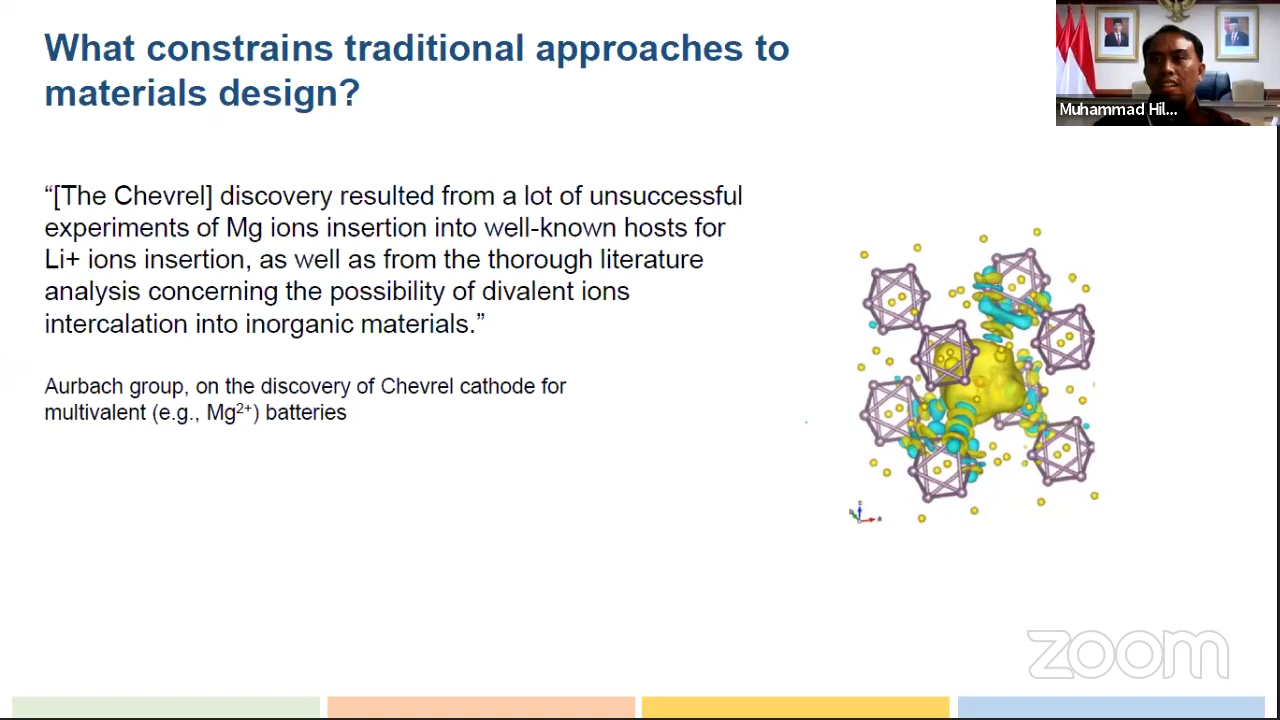 What constrains traditional approaches to
materials design?
Muhammad Hil...
“[The Chevrel] discovery resulted from a lot of unsuccessful
experiments of Mg ions insertion into well-known hosts for
Li+ ions insertion, as well as from the thorough literature
analysis concerning the possibility of divalent ions
intercalation into inorganic materials.”
Aurbach group, on the discovery of Chevrel cathode for
multivalent (e.g., Mg²⁺) batteries
c
b
a
zoom